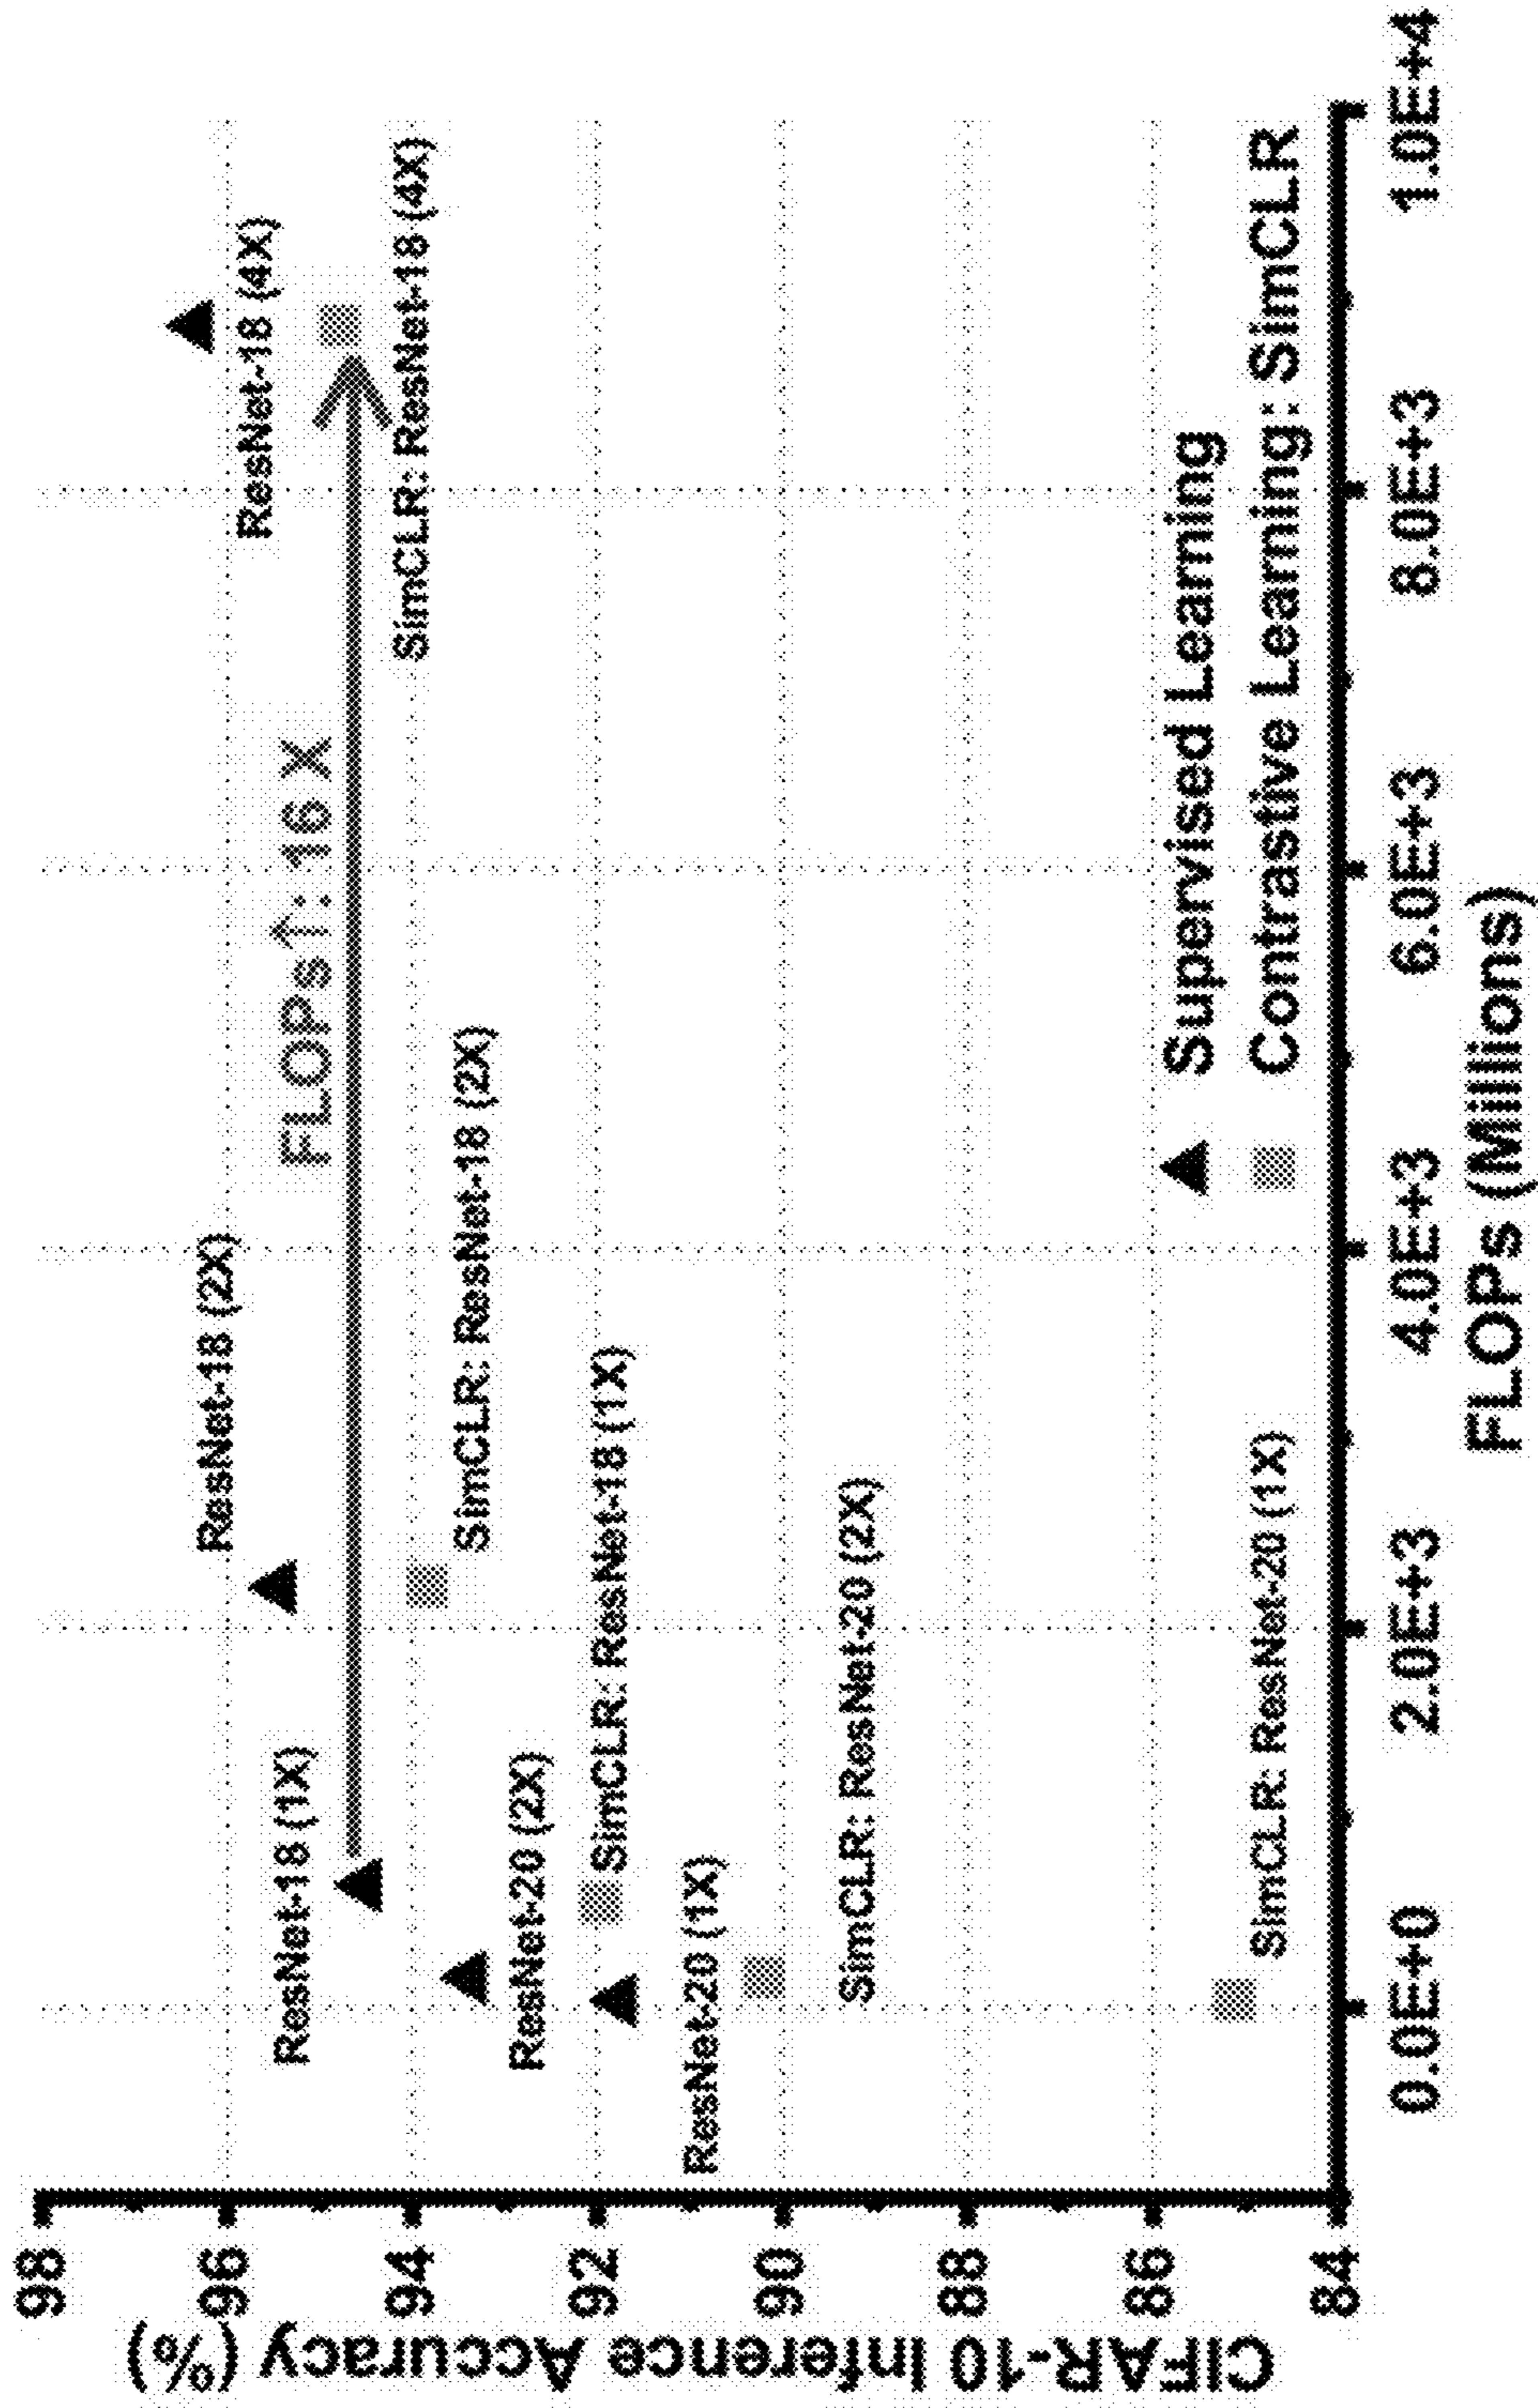 CIFAR-10 Inference Accuracy (%)
98
96
94
92
90
88
86
84
ResNet-18 (4X)
ResNet-18 (2X)
FLOPs↑: 16 X
ResNet-18 (1X)
SimCLR: ResNet-18 (4X)
SimCLR: ResNet-18 (2X)
ResNet-20 (2X)
SimCLR: ResNet-18 (1X)
ResNet-20 (1X)
SimCLR: ResNet-20 (2X)
Supervised Learning
Contrastive Learning: SimCLR
SimCLR: ResNet-20 (1X)
0.0E+0 2.0E+3 4.0E+3 6.0E+3 8.0E+3 1.0E+4
FLOPs (Millions)